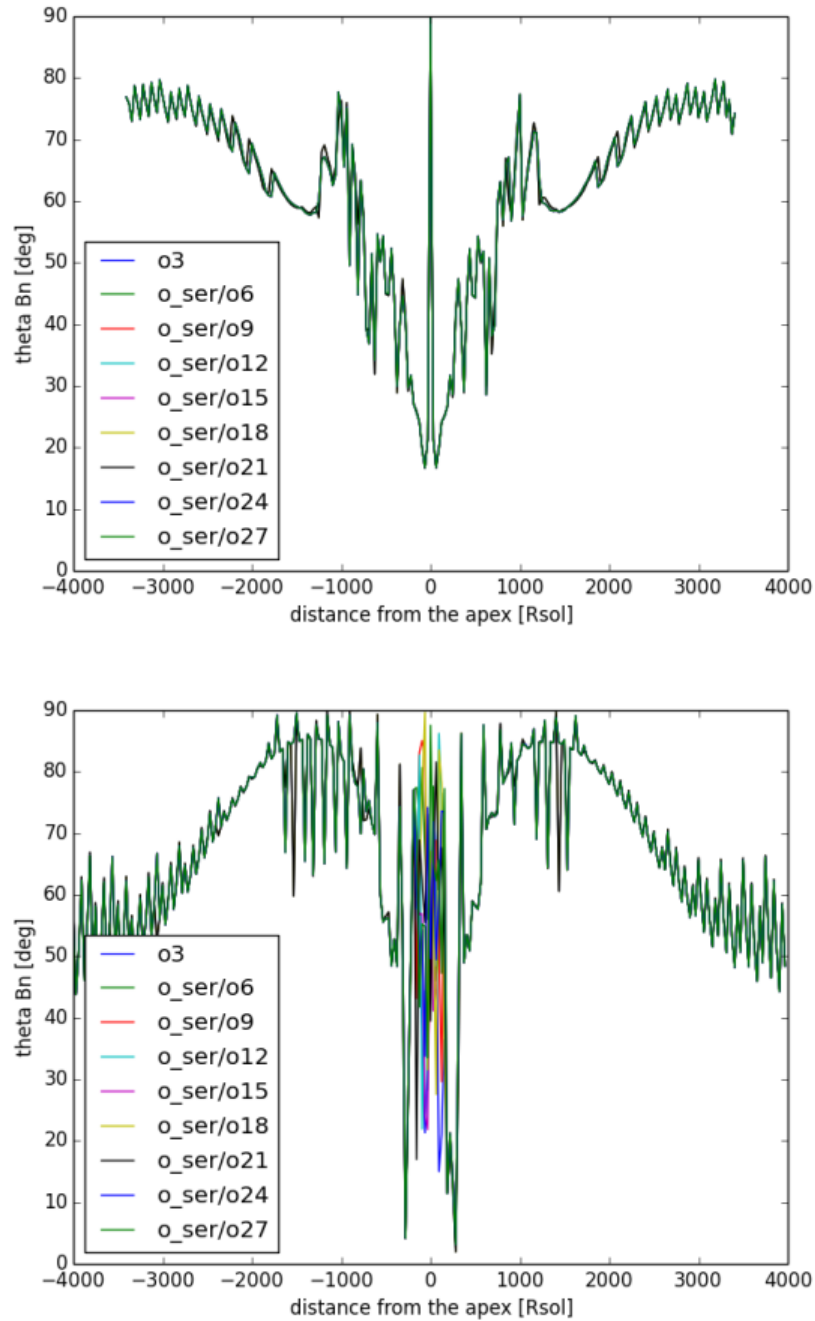 90
80
70
60
50
40
30
20
10
0
theta Bn [deg]
o3
o_ser/o6
o_ser/o9
o_ser/o12
o_ser/o15
o_ser/o18
o_ser/o21
o_ser/o24
o_ser/o27
−4000 −3000 −2000 −1000 0 1000 2000 3000 4000
distance from the apex [Rsol]
90
80
70
60
50
40
30
20
10
0
theta Bn [deg]
o3
o_ser/o6
o_ser/o9
o_ser/o12
o_ser/o15
o_ser/o18
o_ser/o21
o_ser/o24
o_ser/o27
−4000 −3000 −2000 −1000 0 1000 2000 3000 4000
distance from the apex [Rsol]